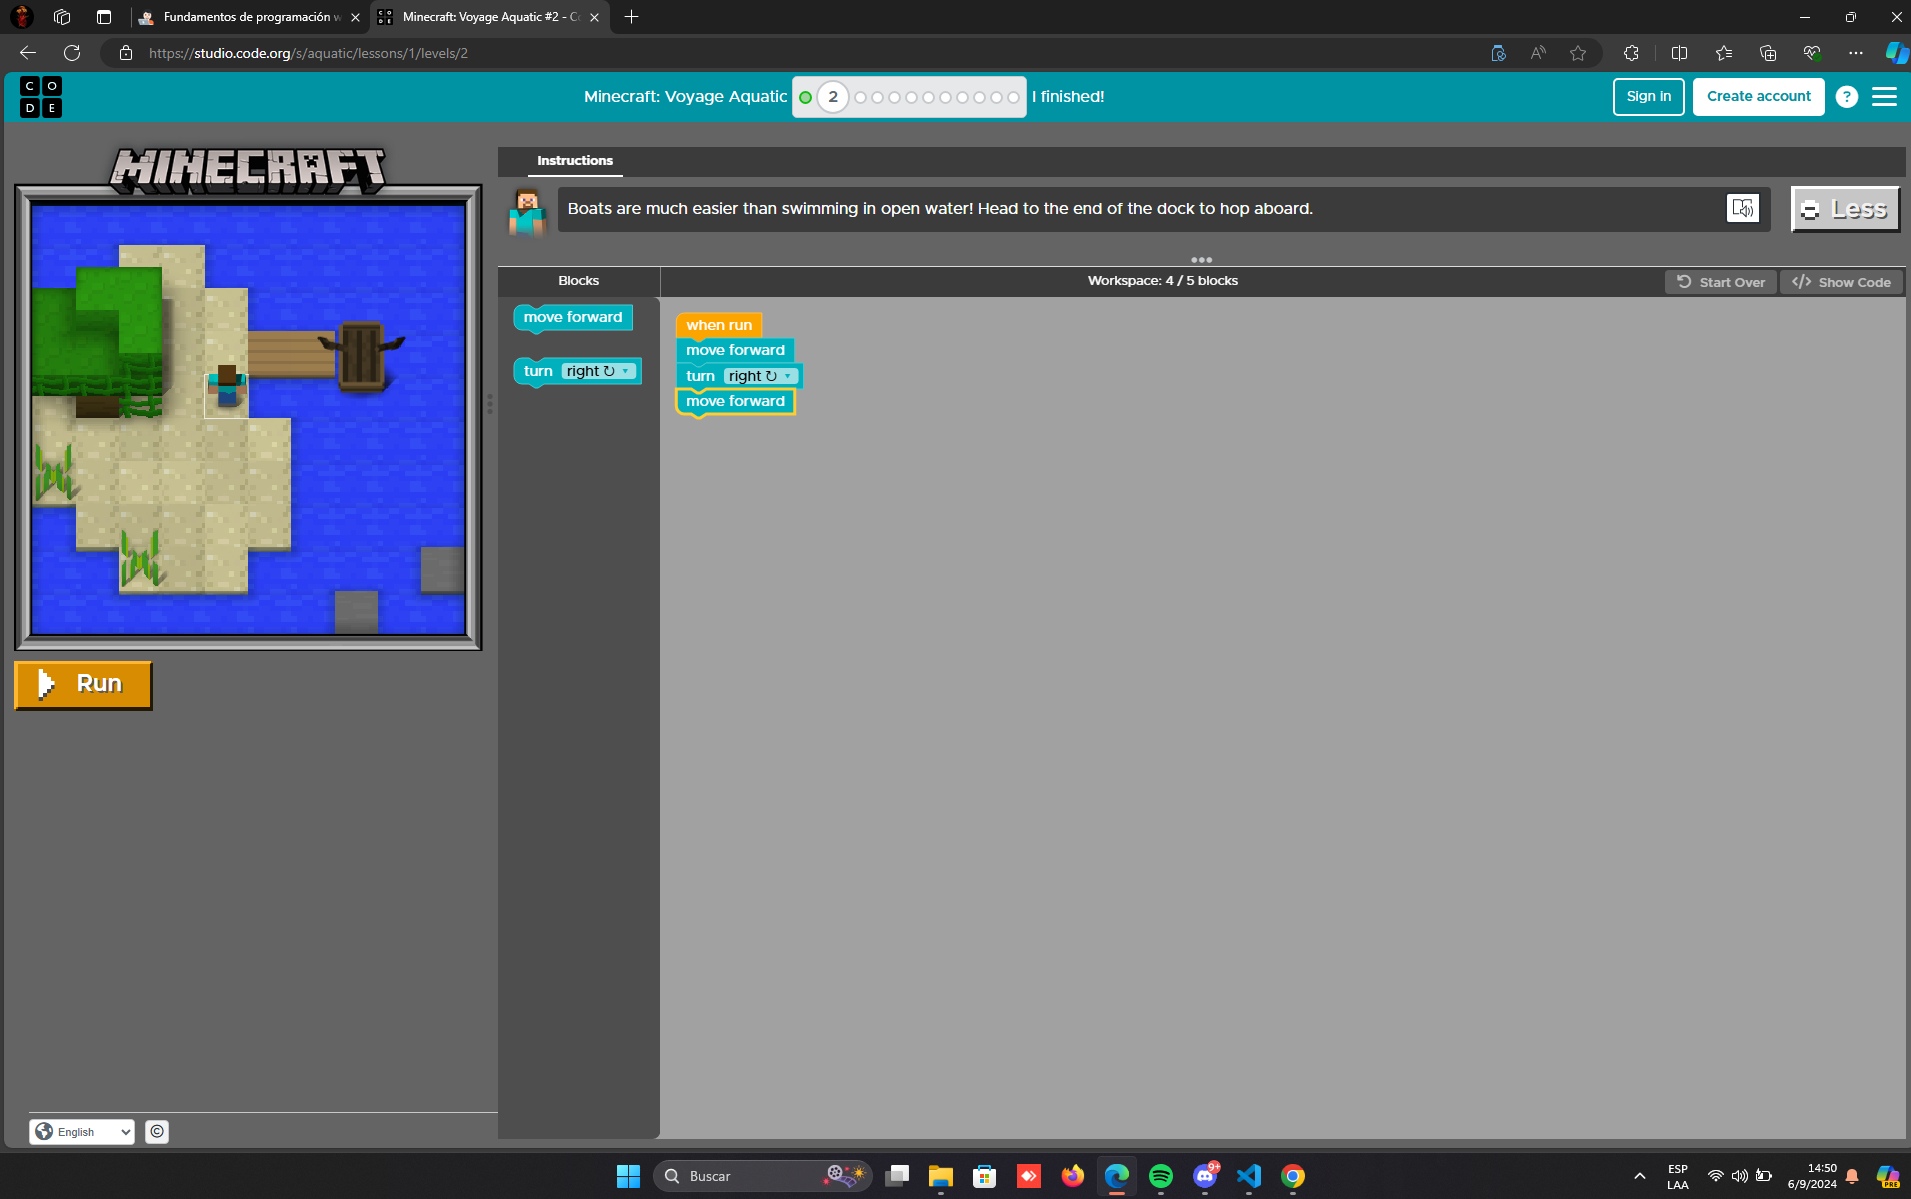 Fundamentos de programación w
Minecraft: Voyage Aquatic #2 - Co
https://studio.code.org/s/aquatic/lessons/1/levels/2
C O
D E
Minecraft: Voyage Aquatic
2
I finished!
Sign in
Create account
?
MINECRAFT
Instructions
Boats are much easier than swimming in open water! Head to the end of the dock to hop aboard.
Less
Blocks
Workspace: 4 / 5 blocks
Start Over
</> Show Code
move forward
turn right ↻
when run
move forward
turn right ↻
move forward
Run
English
©
Buscar
9+
ESP
LAA
14:50
6/9/2024
PRE